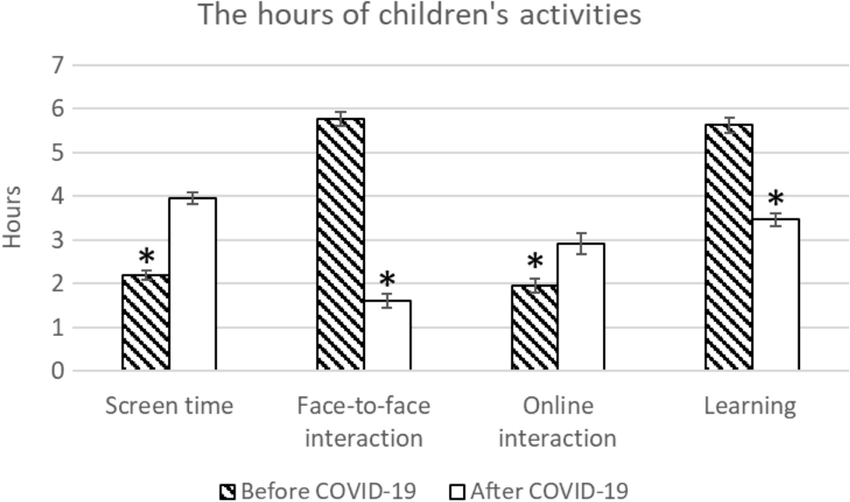 The hours of children's activities
7
6
5
4
3
2
1
0
Hours
*
*
*
*
Screen time
Face-to-face
interaction
Online
interaction
Learning
Before COVID-19 After COVID-19